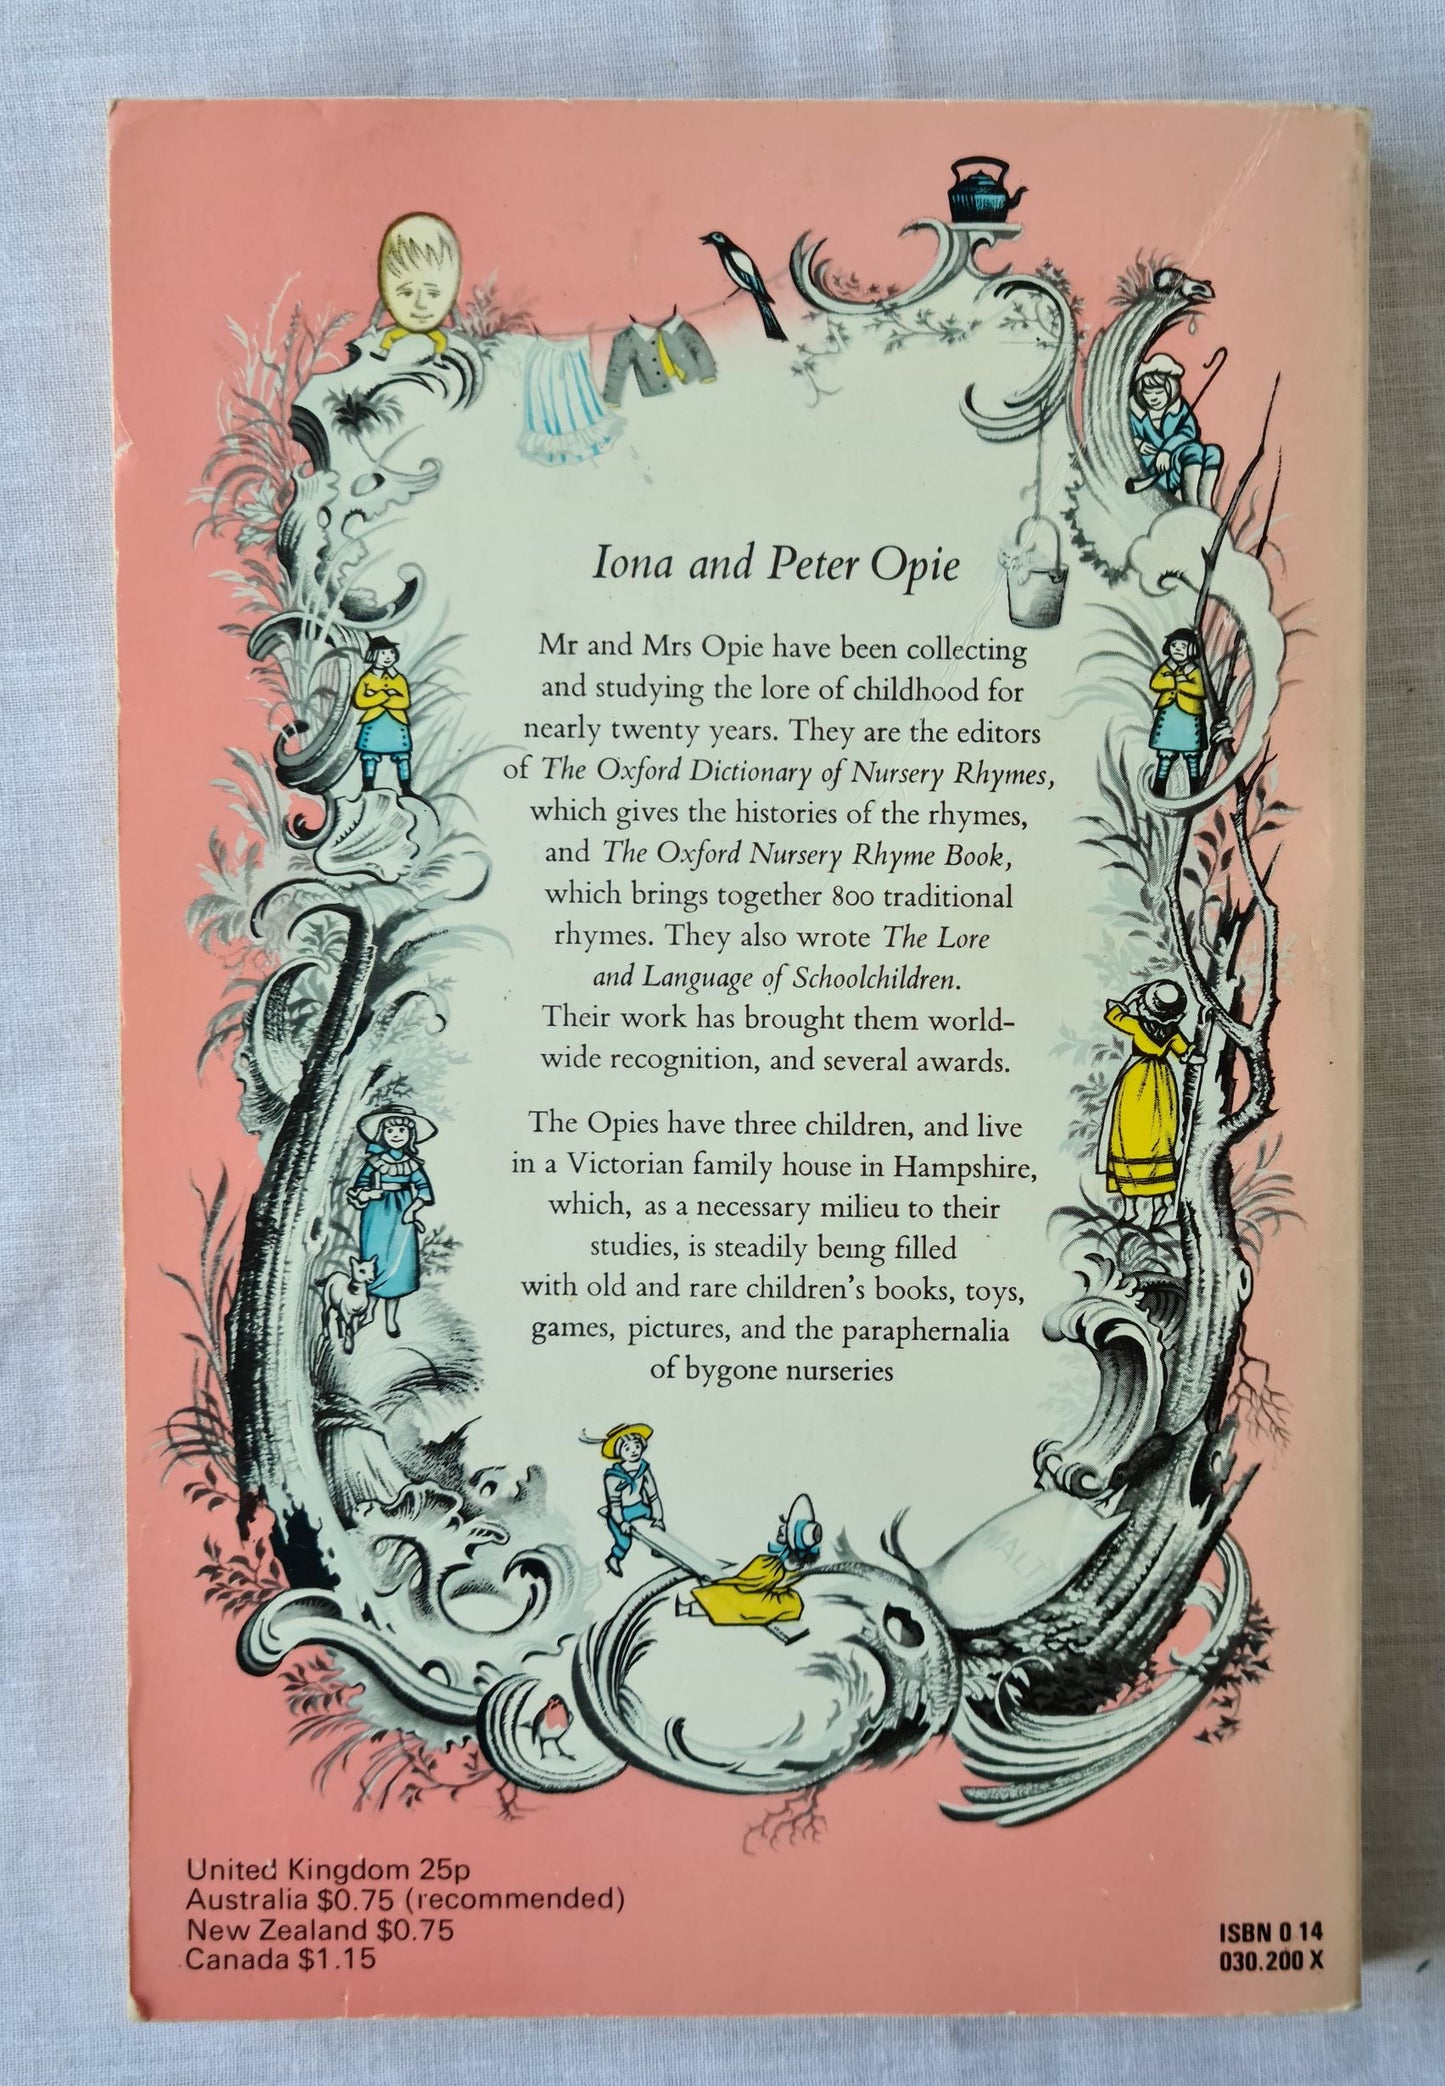 Iona and Peter Opie
Mr and Mrs Opie have been collecting
and studying the lore of childhood for
nearly twenty years. They are the editors
of The Oxford Dictionary of Nursery Rhymes,
which gives the histories of the rhymes,
and The Oxford Nursery Rhyme Book,
which brings together 800 traditional
rhymes. They also wrote The Lore
and Language of Schoolchildren.
Their work has brought them world-
wide recognition, and several awards.
The Opies have three children, and live
in a Victorian family house in Hampshire,
which, as a necessary milieu to their
studies, is steadily being filled
with old and rare children's books, toys,
games, pictures, and the paraphernalia
of bygone nurseries
MALT
United Kingdom 25p
Australia $0.75 (recommended)
New Zealand $0.75
Canada $1.15
ISBN 0 14
030.200 X